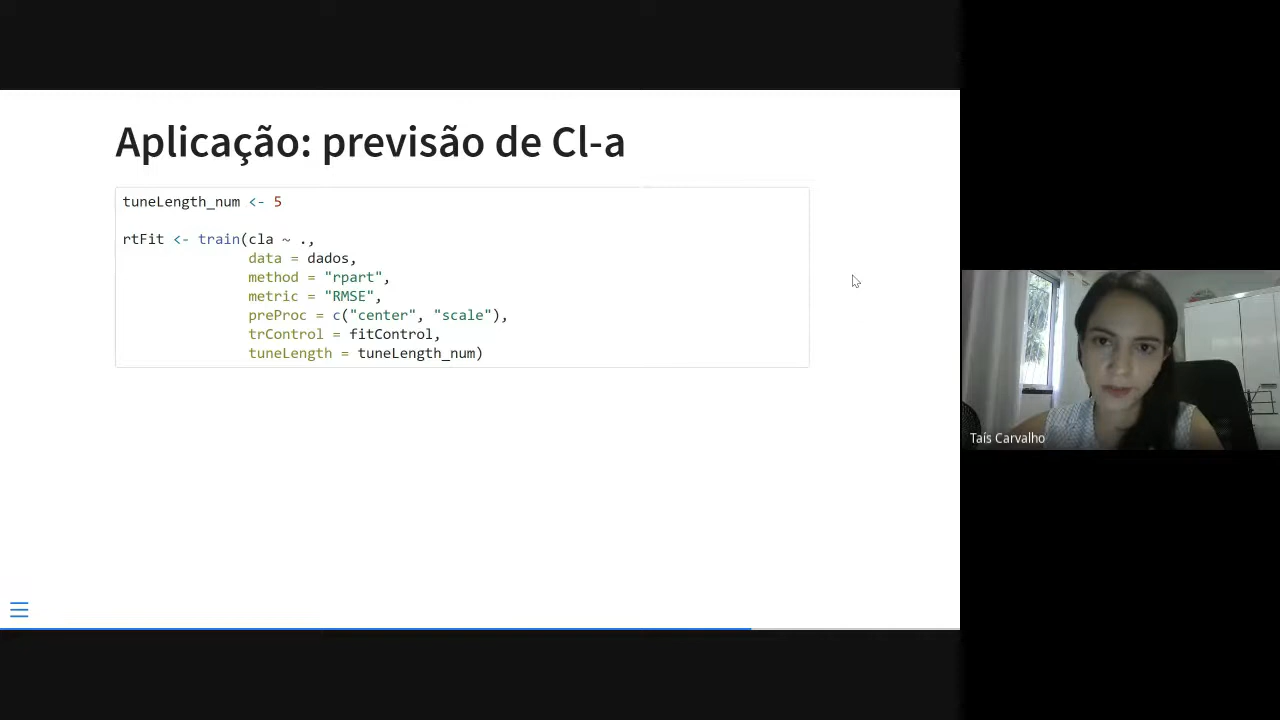 Aplicação: previsão de Cl-a
tuneLength_num <- 5
rtFit <- train(cla ~ .,
data = dados,
method = "rpart",
metric = "RMSE",
preProc = c("center", "scale"),
trControl = fitControl,
tuneLength = tuneLength_num)
Taís Carvalho